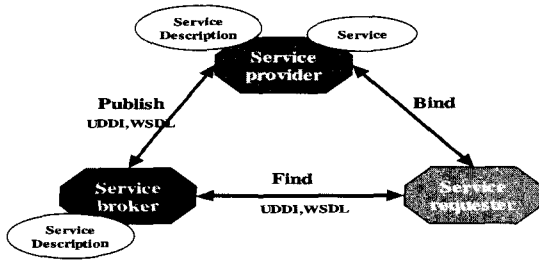 Service
Description
Service
Service
provider
Publish
UDDI,WSDL
Bind
Service
broker
Find
UDDI,WSDL
Service
requester
Service
Description